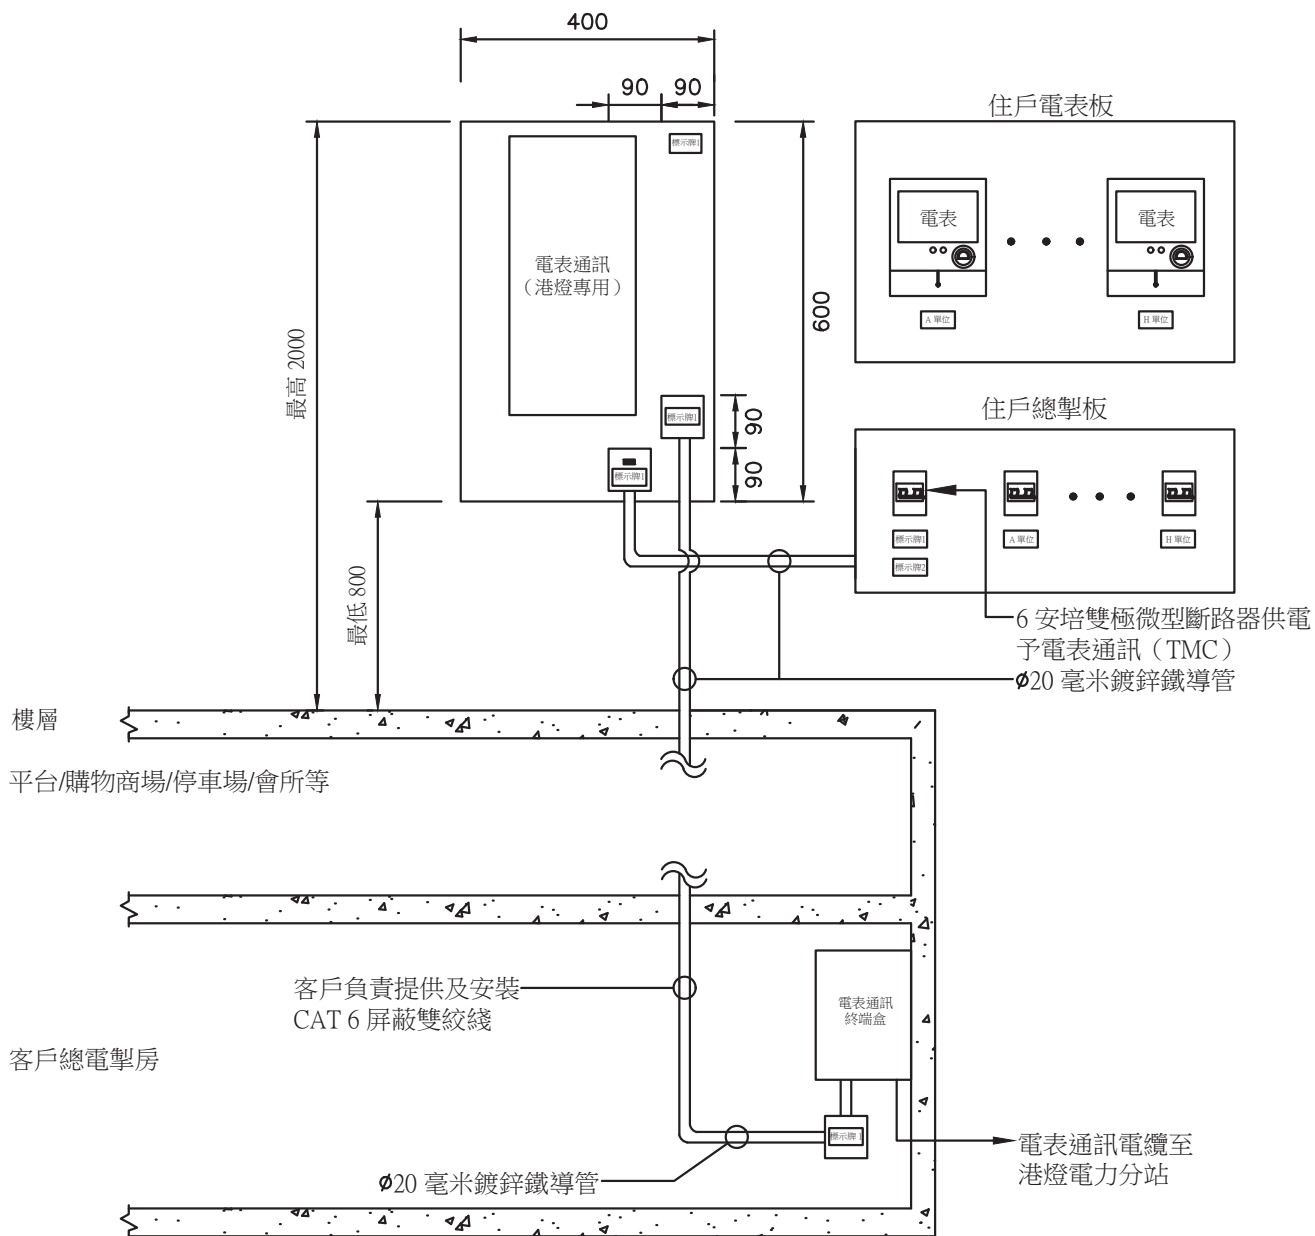 400
90
90
住戶電表板
標示牌1
電表
電表
電表通訊
（港燈專用）
600
A 單位
H 單位
最高 2000
住戶總掣板
標示牌1
90
標示牌1
90
標示牌1
A 單位
H 單位
標示牌2
最低 800
6 安培雙極微型斷路器供電
予電表通訊（TMC）
ø20 毫米鍍鋅鐵導管
樓層
平台/購物商場/停車場/會所等
客戶負責提供及安裝
CAT 6 屏蔽雙絞綫
電表通訊
終端盒
客戶總電掣房
標示牌 1
電表通訊電纜至
港燈電力分站
ø20 毫米鍍鋅鐵導管